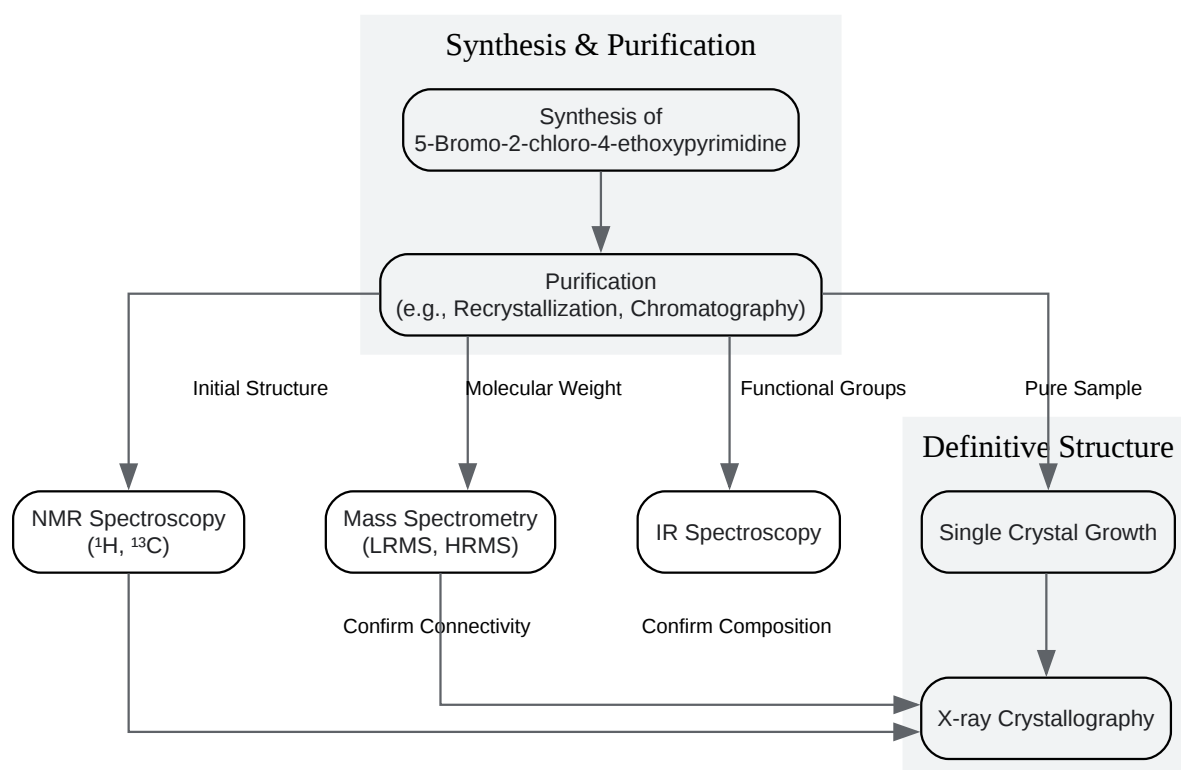 Synthesis & Purification
Synthesis of
5-Bromo-2-chloro-4-ethoxypyrimidine
Purification
(e.g., Recrystallization, Chromatography)
Initial Structure
Molecular Weight
Functional Groups
Pure Sample
Definitive Structure
NMR Spectroscopy
(¹H, ¹³C)
Mass Spectrometry
(LRMS, HRMS)
IR Spectroscopy
Single Crystal Growth
Confirm Connectivity
Confirm Composition
X-ray Crystallography